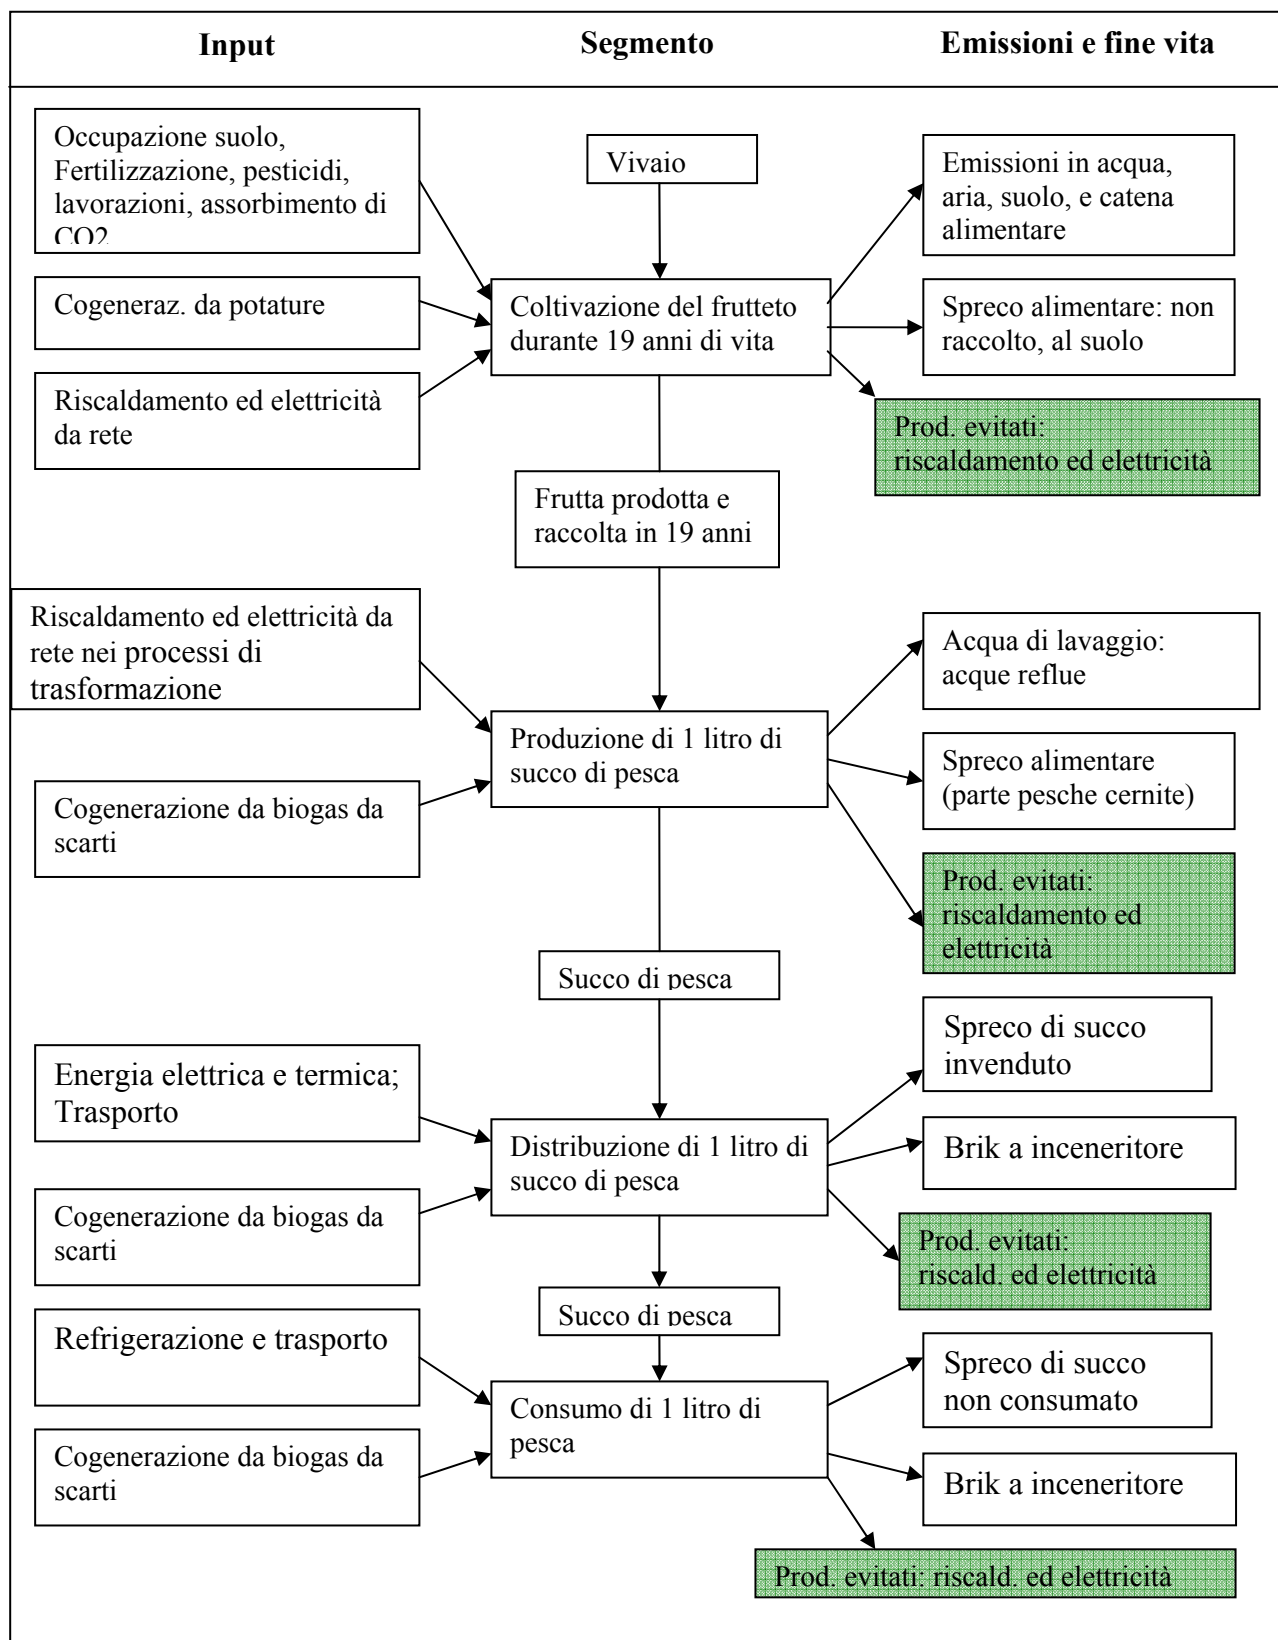 Input Segmento Emissioni e fine vita
Occupazione suolo,
Fertilizzazione, pesticidi,
lavorazioni, assorbimento di
CO2
Vivaio
Emissioni in acqua,
aria, suolo, e catena
alimentare
Cogeneraz. da potature
Coltivazione del frutteto
durante 19 anni di vita
Spreco alimentare: non
raccolto, al suolo
Riscaldamento ed elettricità
da rete
Prod. evitati:
riscaldamento ed elettricità
Frutta prodotta e
raccolta in 19 anni
Riscaldamento ed elettricità da
rete nei processi di
trasformazione
Acqua di lavaggio:
acque reflue
Produzione di 1 litro di
succo di pesca
Spreco alimentare
(parte pesche cernite)
Cogenerazione da biogas da
scarti
Prod. evitati:
riscaldamento ed
elettricità
Succo di pesca
Spreco di succo
invenduto
Energia elettrica e termica;
Trasporto
Distribuzione di 1 litro di
succo di pesca
Brik a inceneritore
Cogenerazione da biogas da
scarti
Prod. evitati:
riscald. ed elettricità
Succo di pesca
Refrigerazione e trasporto
Spreco di succo
non consumato
Consumo di 1 litro di
pesca
Cogenerazione da biogas da
scarti
Brik a inceneritore
Prod. evitati: riscald. ed elettricità